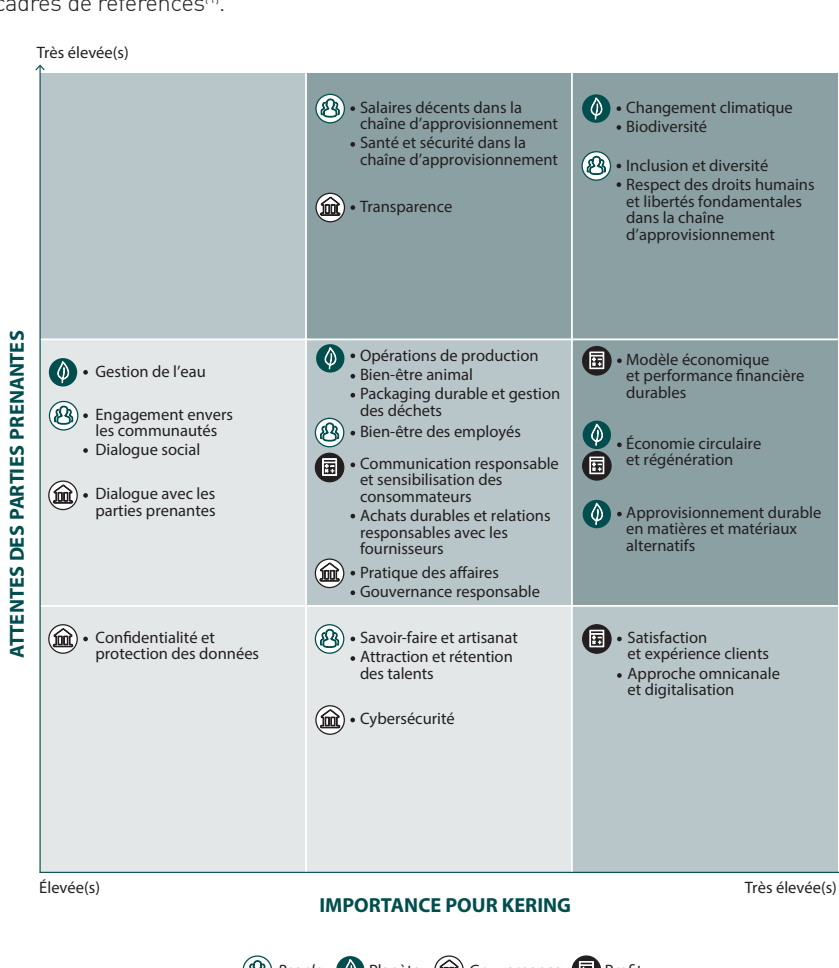 cadres de références⁽¹⁾.
Très élevée(s)
• Salaires décents dans la
chaîne d'approvisionnement
• Santé et sécurité dans la
chaîne d'approvisionnement
• Transparence
• Changement climatique
• Biodiversité
• Inclusion et diversité
• Respect des droits humains
et libertés fondamentales
dans la chaîne
d'approvisionnement
ATTENTES DES PARTIES PRENANTES
• Gestion de l'eau
• Engagement envers
les communautés
• Dialogue social
• Dialogue avec les
parties prenantes
• Opérations de production
• Bien-être animal
• Packaging durable et gestion
des déchets
• Bien-être des employés
• Communication responsable
et sensibilisation des
consommateurs
• Achats durables et relations
responsables avec les
fournisseurs
• Pratique des affaires
• Gouvernance responsable
• Modèle économique
et performance financière
durables
• Économie circulaire
et régénération
• Approvisionnement durable
en matières et matériaux
alternatifs
• Confidentialité et
protection des données
• Savoir-faire et artisanat
• Attraction et rétention
des talents
• Cybersécurité
• Satisfaction
et expérience clients
• Approche omnicanale
et digitalisation
Élevée(s)
Très élevée(s)
IMPORTANCE POUR KERING
People Planète Gouvernance Profit